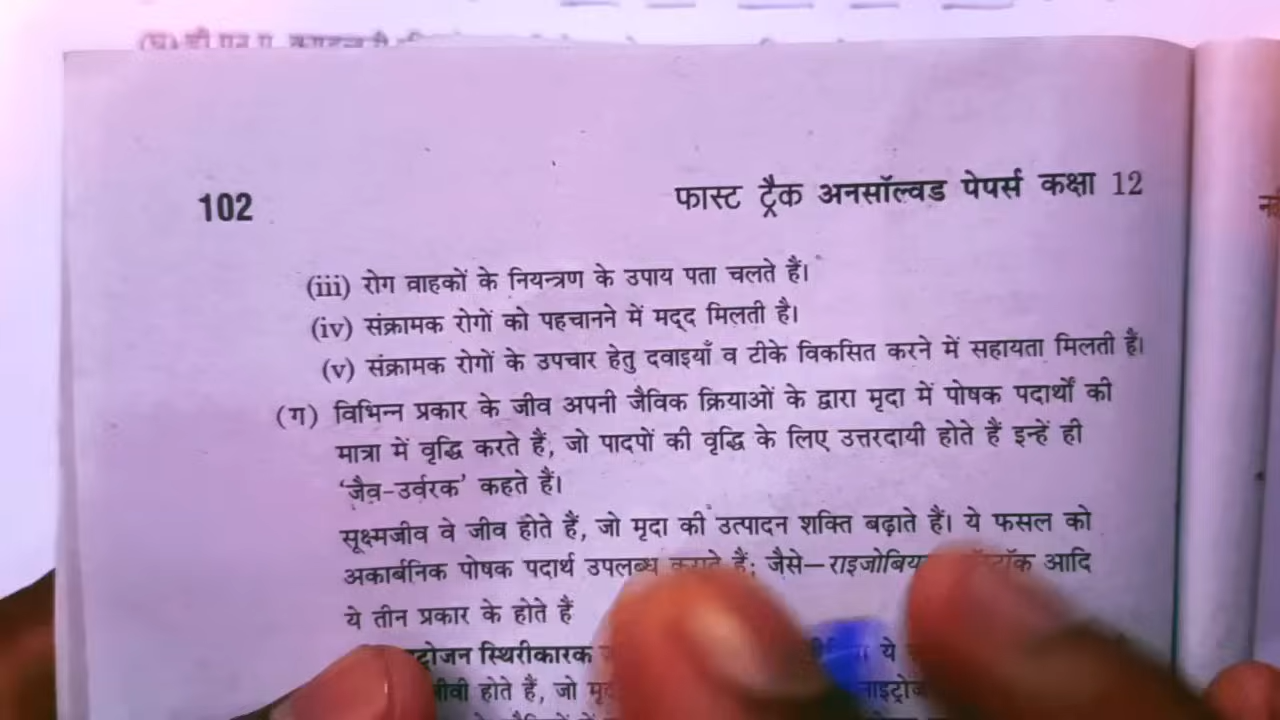 102
फास्ट ट्रैक अनसॉल्वड पेपर्स कक्षा 12
(iii) रोग वाहकों के नियन्त्रण के उपाय पता चलते हैं।
(iv) संक्रामक रोगों को पहचानने में मद्द मिलती है।
(v) संक्रामक रोगों के उपचार हेतु दवाइयाँ व टीके विकसित करने में सहायता मिलती है।
(ग) विभिन्न प्रकार के जीव अपनी जैविक क्रियाओं के द्वारा मृदा में पोषक पदार्थों की
मात्रा में वृद्धि करते हैं, जो पादपों की वृद्धि के लिए उत्तरदायी होते हैं इन्हें ही
‘जैव-उर्वरक’ कहते हैं।
सूक्ष्मजीव वे जीव होते हैं, जो मृदा की उत्पादन शक्ति बढ़ाते हैं। ये फसल को
अकार्बनिक पोषक पदार्थ उपलब्ध कराते हैं; जैसे—आदि
ये तीन प्रकार के होते हैं
स्थिरीकारक ये
होते हैं, जो